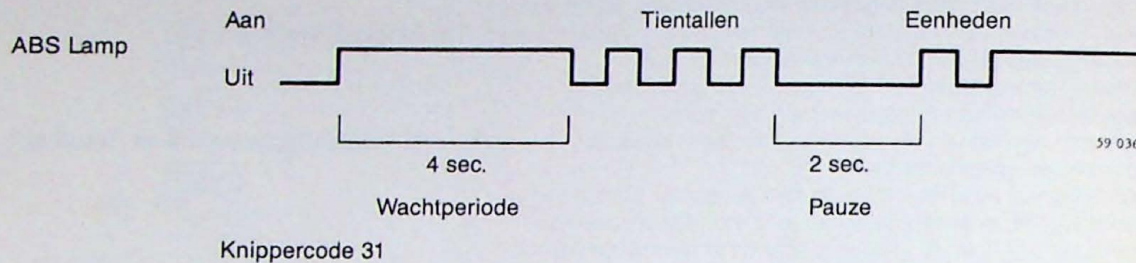 Aan Tientallen Eenheden
ABS Lamp
Uit
59 036
4 sec. 2 sec.
Wachtperiode Pauze
Knippercode 31